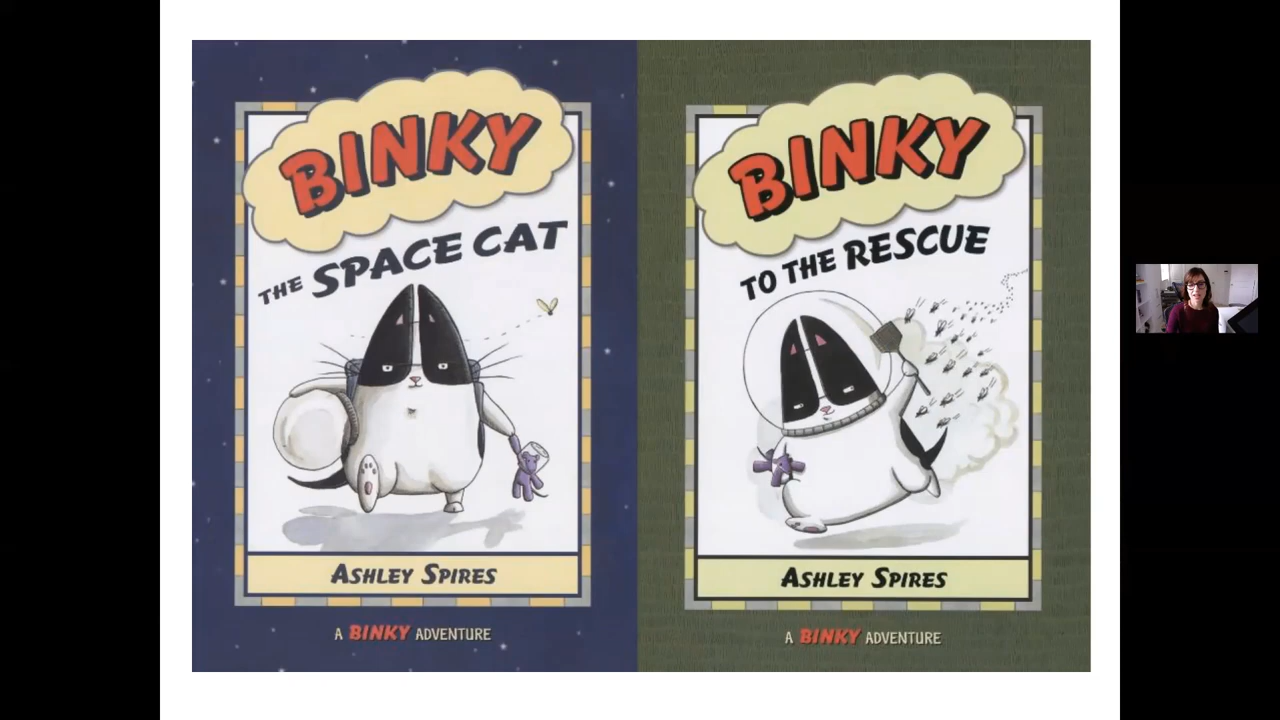 BINKY
THE SPACE CAT
ASHLEY SPIRES
A BINKY ADVENTURE
BINKY
TO THE RESCUE
ASHLEY SPIRES
A BINKY ADVENTURE